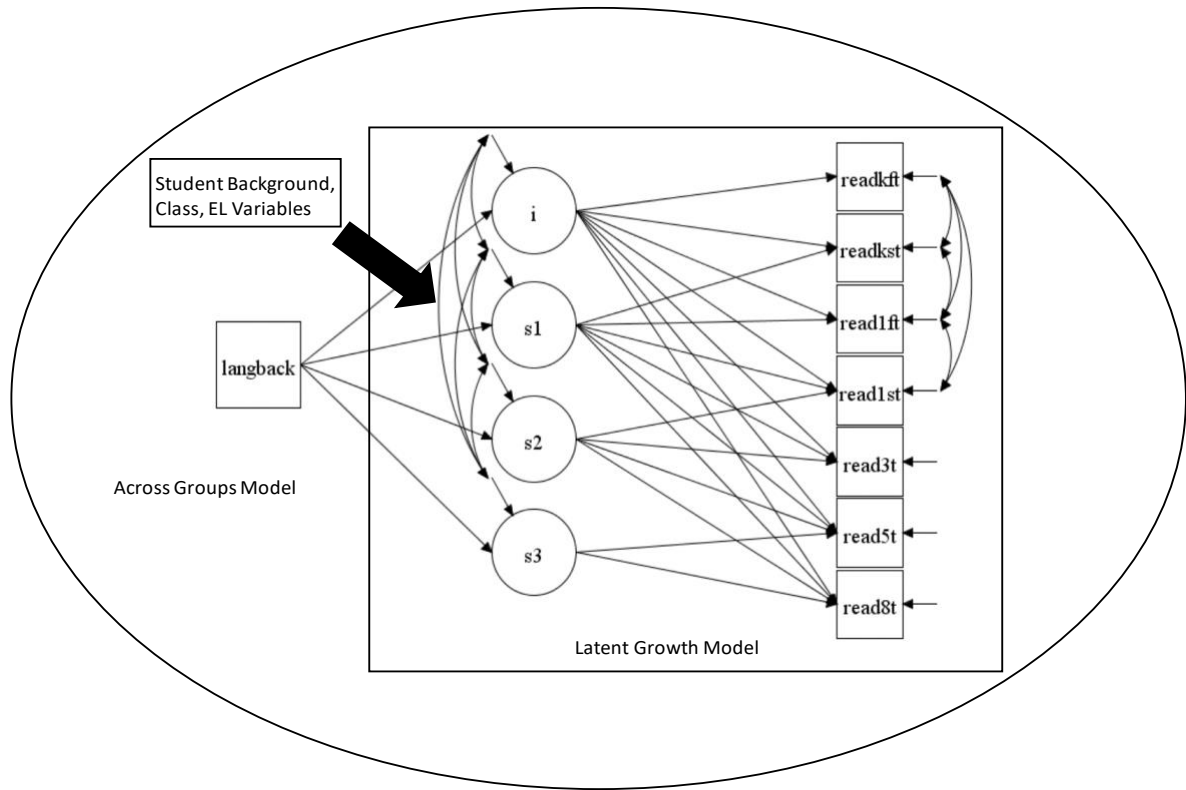 Student Background,
Class, EL Variables
langback
Across Groups Model
i
s1
s2
s3
readkft
readkst
read1ft
read1st
read3t
read5t
read8t
Latent Growth Model